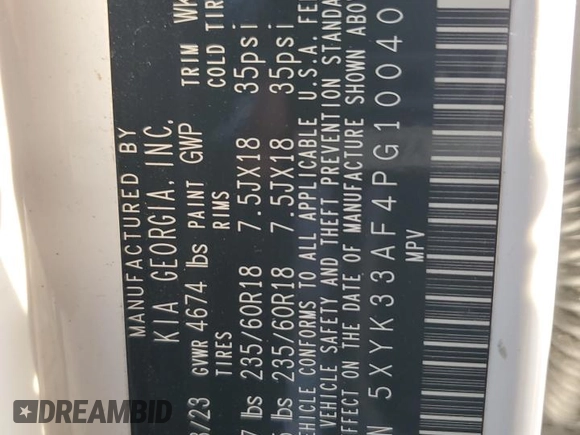 MANUFACTURED BY
KIA GEORGIA, INC.
/23 GVWR 4674 lbs PAINT GWP TRIM WK
TIRES RIMS COLD TIR
lbs 235/60R18 7.5JX18 35psi
lbs 235/60R18 7.5JX18 35psi
VEHICLE CONFORMS TO ALL APPLICABLE U.S.A. FE
VEHICLE SAFETY AND THEFT PREVENTION STANDA
EFFECT ON THE DATE OF MANUFACTURE SHOWN ABO
N 5XYK33AF4PG10040
MPV
DREAMBID